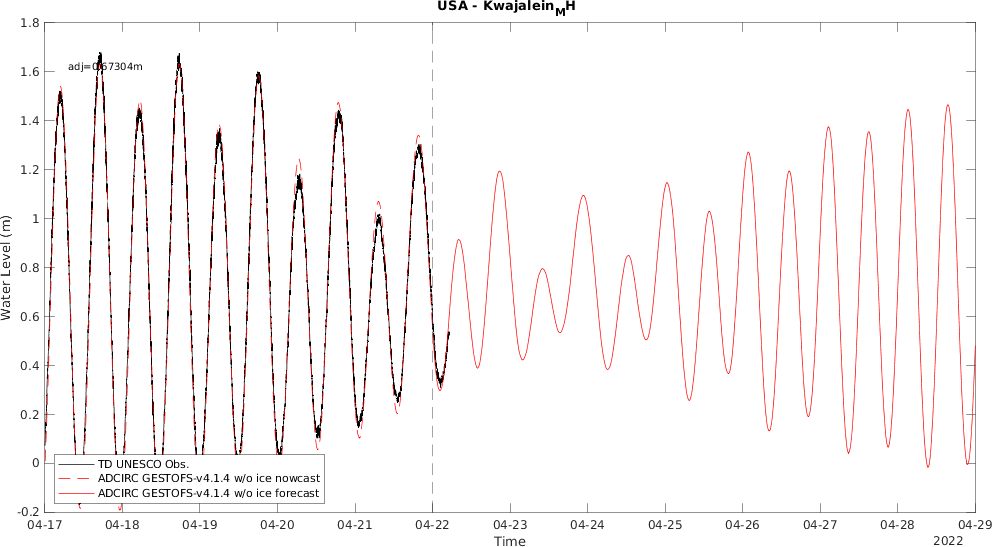 USA - Kwajalein_MH
adj=0.67304m
Water Level (m)
1.8
1.6
1.4
1.2
1
0.8
0.6
0.4
0.2
0
-0.2
TD UNESCO Obs.
ADCIRC GESTOFS-v4.1.4 w/o ice nowcast
ADCIRC GESTOFS-v4.1.4 w/o ice forecast
04-17 04-18 04-19 04-20 04-21 04-22 04-23 04-24 04-25 04-26 04-27 04-28 04-29
Time
2022